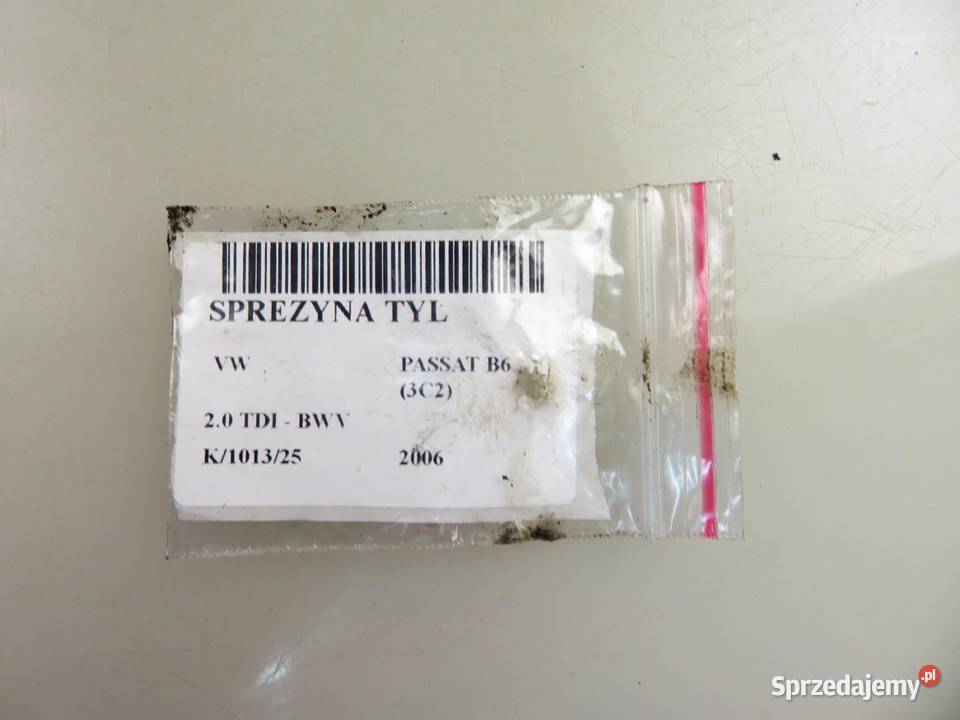 SPREZYNA TYL
VW PASSAT B6
(3C2)
2.0 TDI - BWV
K/1013/25 2006
Sprzedajemy.pl